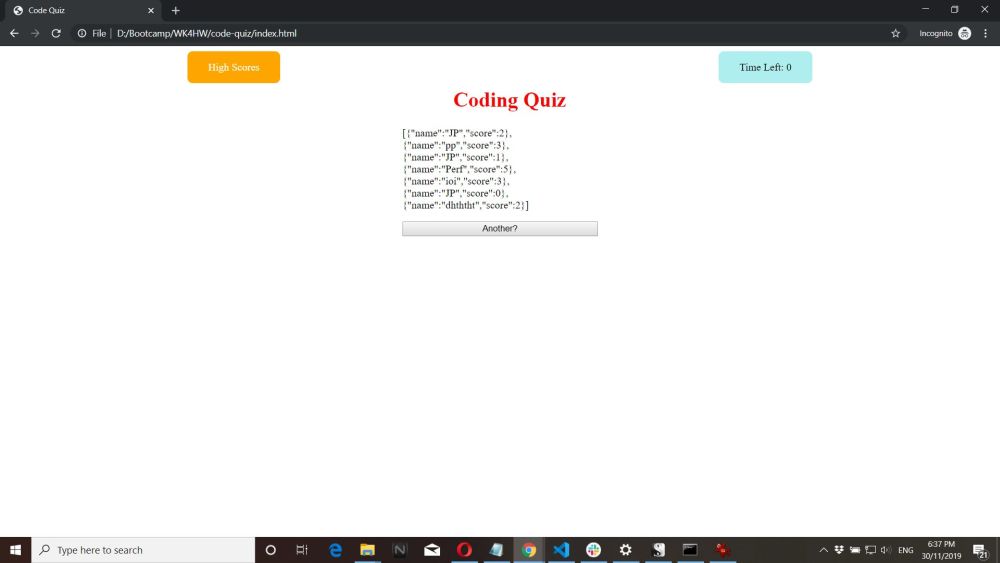 Code Quiz
File
D:/Bootcamp/WK4HW/code-quiz/index.html
Incognito
High Scores
Time Left: 0
Coding Quiz
[{"name":"JP","score":2},
{"name":"pp","score":3},
{"name":"JP","score":1},
{"name":"Perf","score":5},
{"name":"ioi","score":3},
{"name":"JP","score":0},
{"name":"dhththt","score":2}]
Another?
Type here to search
ENG
6:37 PM
30/11/2019
21